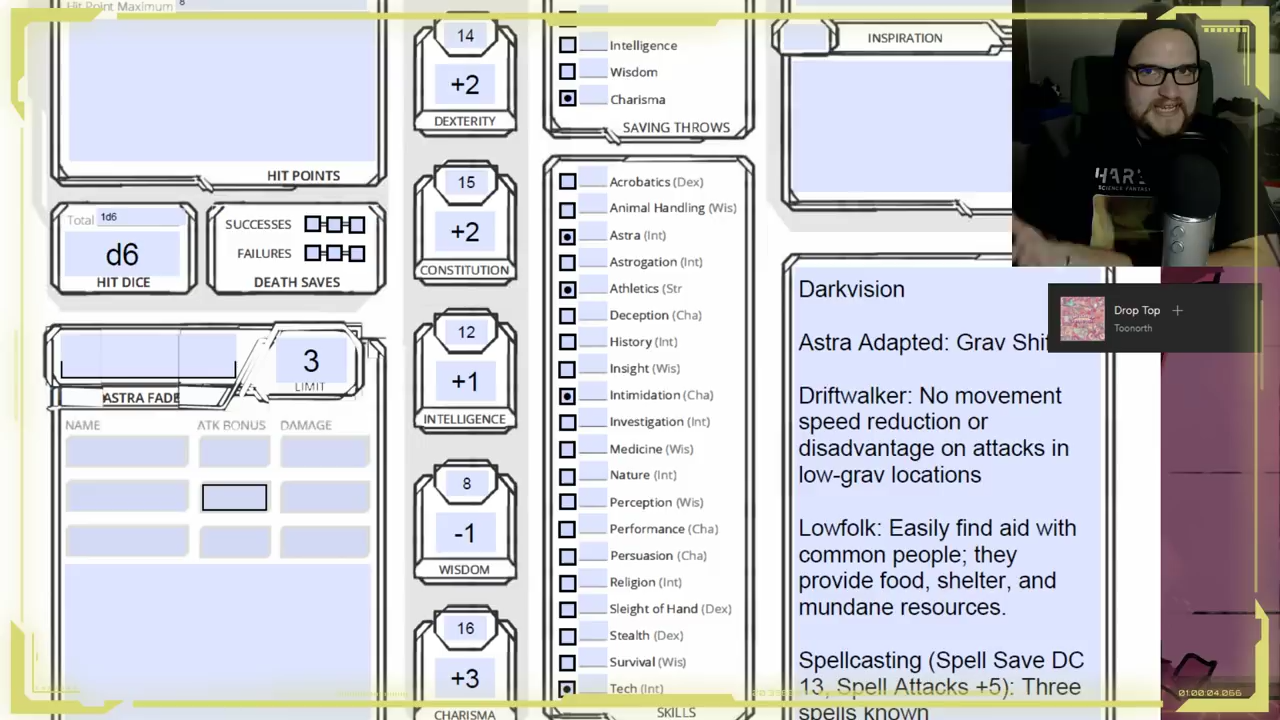 Hit Point Maximum 8
HIT POINTS
Total 1d6
d6
HIT DICE
SUCCESSES
FAILURES
DEATH SAVES
3
LIMIT
ASTRA FADE
NAME ATK BONUS DAMAGE
14
+2
DEXTERITY
15
+2
CONSTITUTION
12
+1
INTELLIGENCE
8
-1
WISDOM
16
+3
CHARISMA
Intelligence
Wisdom
Charisma
SAVING THROWS
Acrobatics (Dex)
Animal Handling (Wis)
Astra (Int)
Astrogation (Int)
Athletics (Str
Deception (Cha)
History (Int)
Insight (Wis)
Intimidation (Cha)
Investigation (Int)
Medicine (Wis)
Nature (Int)
Perception (Wis)
Performance (Cha)
Persuasion (Cha)
Religion (Int)
Sleight of Hand (Dex)
Stealth (Dex)
Survival (Wis)
Tech (Int)
SKILLS
INSPIRATION
Darkvision
Astra Adapted: Grav Shi
Driftwalker: No movement
speed reduction or
disadvantage on attacks in
low-grav locations
Lowfolk: Easily find aid with
common people; they
provide food, shelter, and
mundane resources.
Spellcasting (Spell Save DC
13, Spell Attacks +5): Three
spells known
SCIENCE FANTASY
Drop Top
Toonorth
01:00:04.066